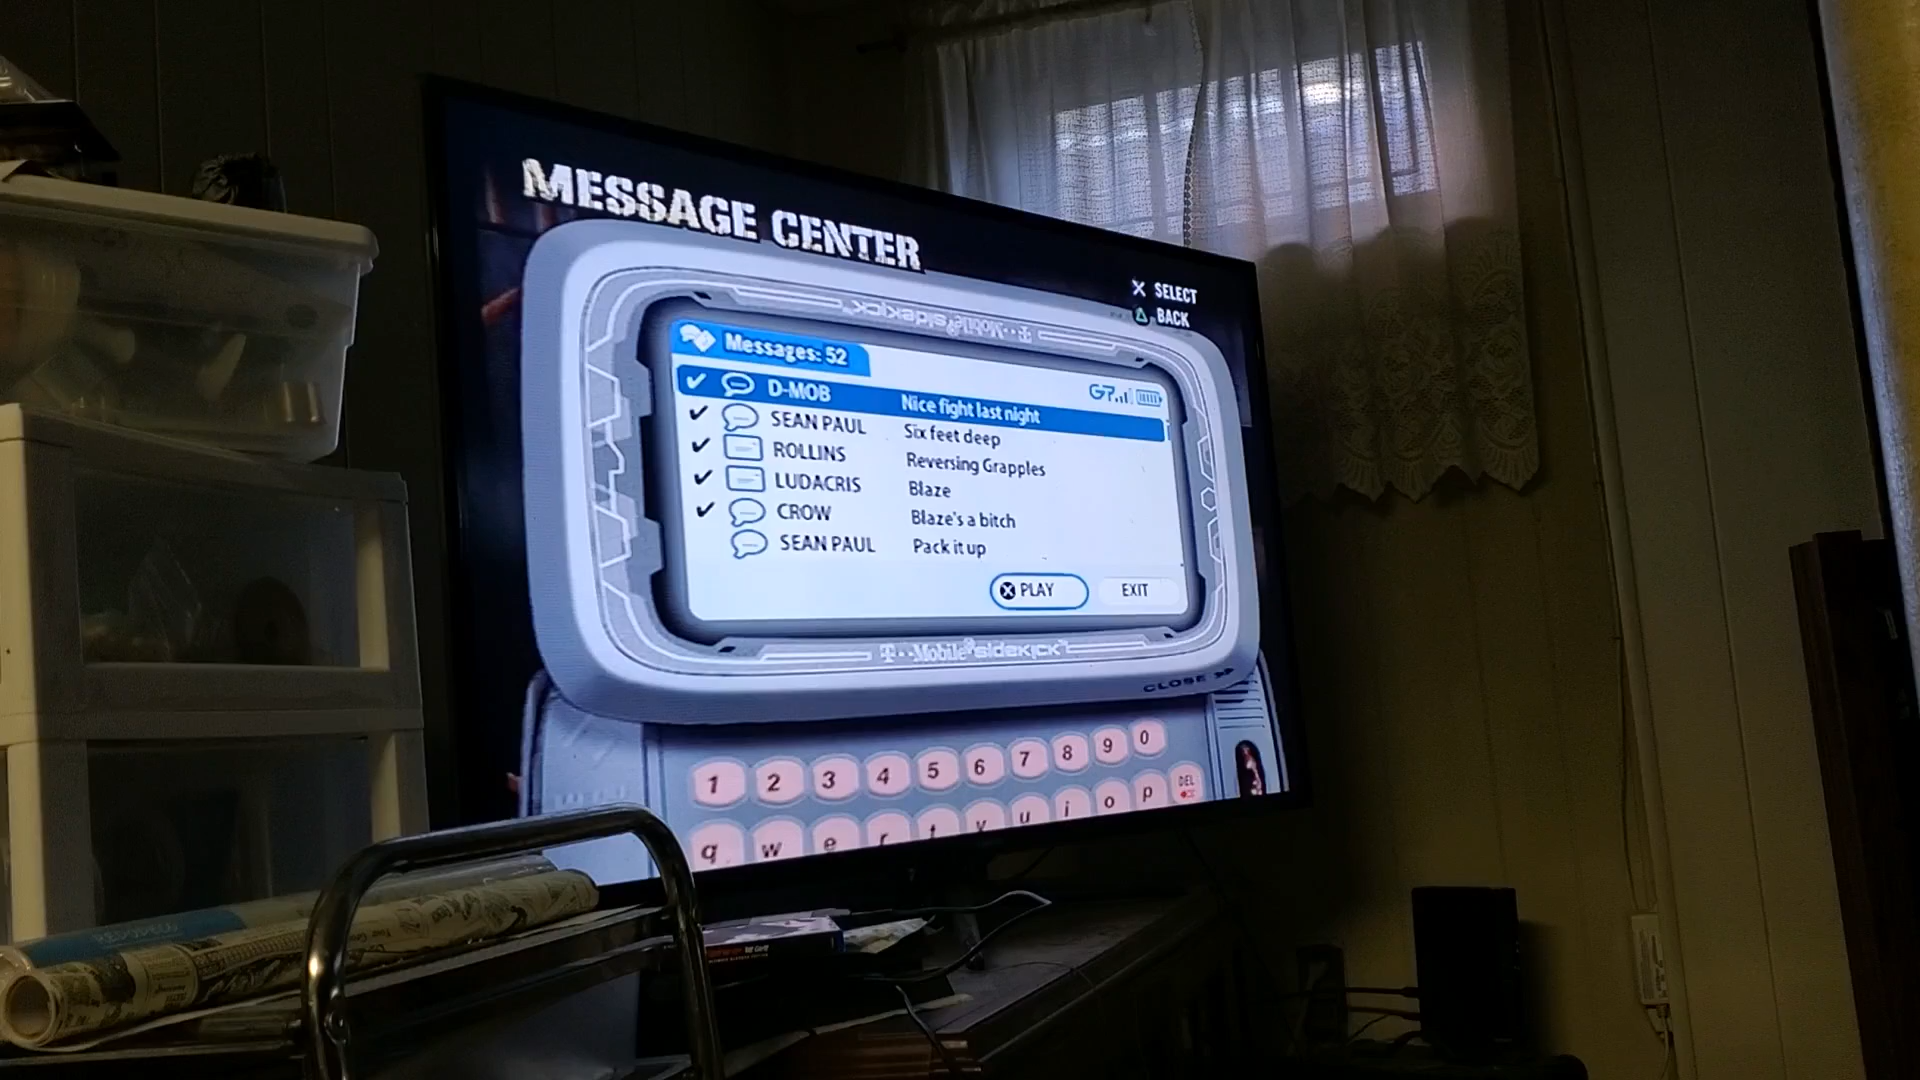 MESSAGE CENTER
X SELECT
BACK
T··Mobile sidekick
Messages: 52
G7
D-MOB Nice fight last night
SEAN PAUL Six feet deep
ROLLINS Reversing Grapples
LUDACRIS Blaze
CROW Blaze's a bitch
SEAN PAUL Pack it up
X PLAY EXIT
T··Mobile sidekick
CLOSE
1 2 3 4 5 6 7 8 9 0
DEL
q w e r t y u i o p